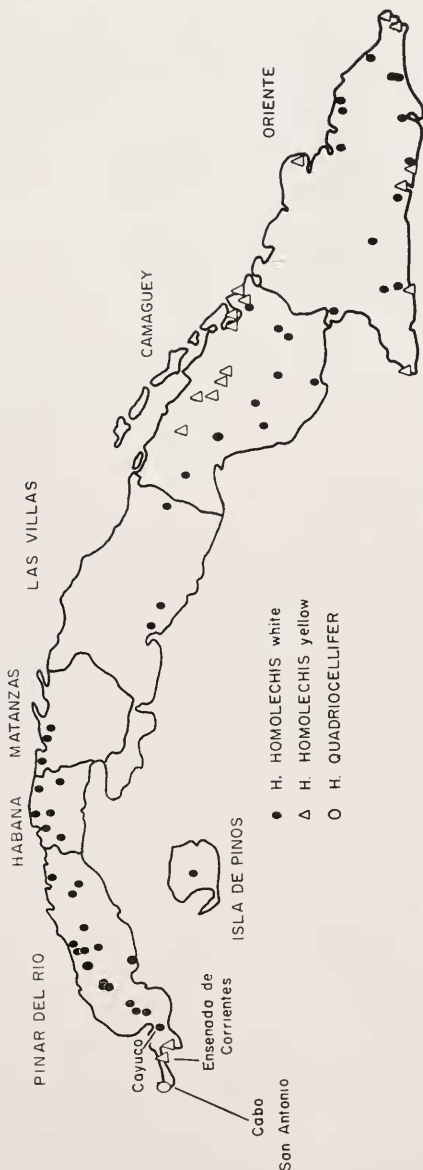 PINAR DEL RIO
HABANA
MATANZAS
LAS VILLAS
CAMAGUEY
ORIENTE
Cayuco
Ensenada de
Corrientes
Cabo
San Antonio
ISLA DE PINOS
H. HOMOLECHIS white
H. HOMOLECHIS yellow
H. QUADRIOCELLIFER